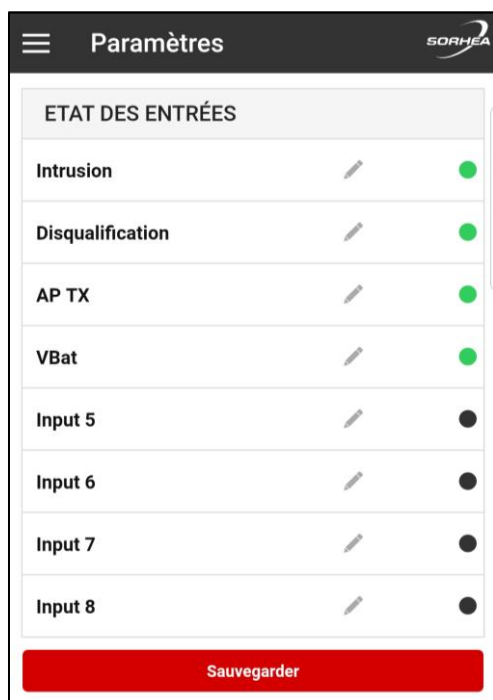 Paramètres
SORHEA
ETAT DES ENTRÉES
Intrusion
Disqualification
AP TX
VBat
Input 5
Input 6
Input 7
Input 8
Sauvegarder